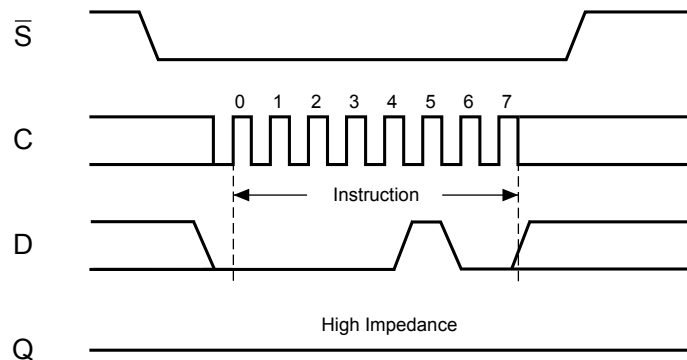 S̅
C
0 1 2 3 4 5 6 7
Instruction
D
High Impedance
Q